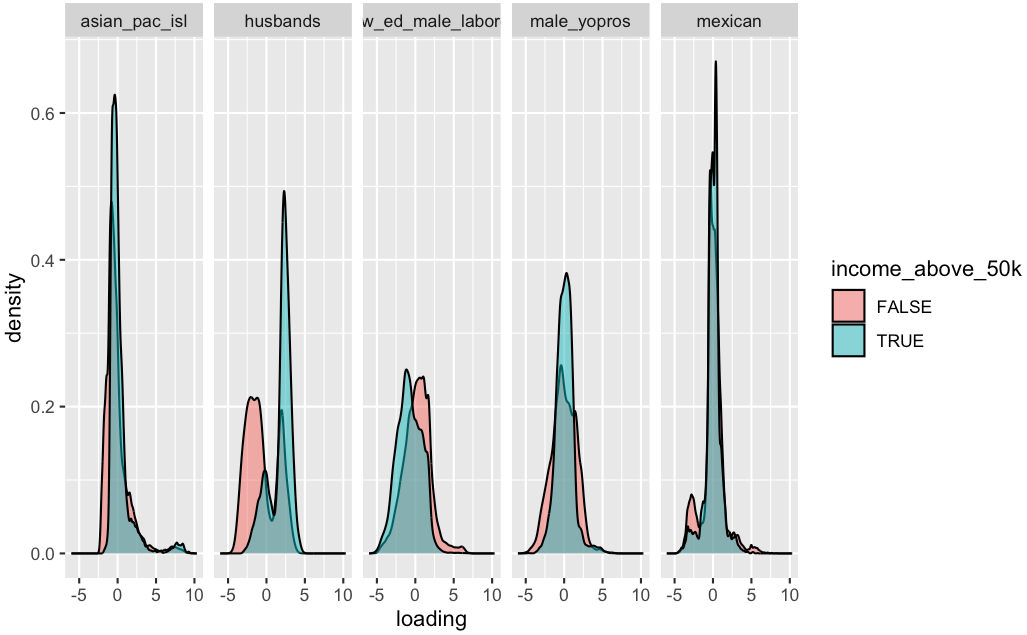 asian_pac_isl husbands w_ed_male_labor male_yopros mexican
0.6
0.4
0.2
0.0
density
-5 0 5 10 -5 0 5 10 -5 0 5 10 -5 0 5 10 -5 0 5 10
loading
income_above_50k
FALSE
TRUE